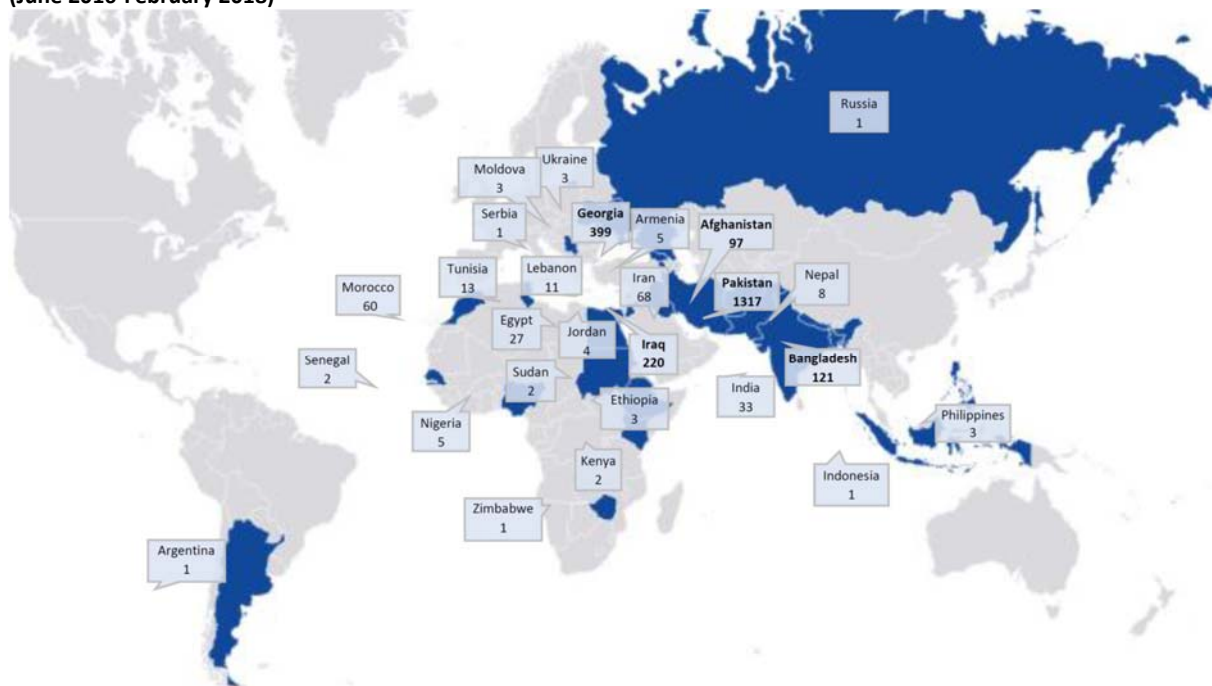 Russia
1
Ukraine
3
Moldova
3
Serbia
1
Georgia
399
Armenia
5
Afghanistan
97
Tunisia
13
Lebanon
11
Iran
68
Pakistan
1317
Nepal
8
Morocco
60
Egypt
27
Jordan
4
Iraq
220
Bangladesh
121
Senegal
2
Sudan
2
India
33
Ethiopia
3
Nigeria
5
Philippines
3
Kenya
2
Indonesia
1
Zimbabwe
1
Argentina
1